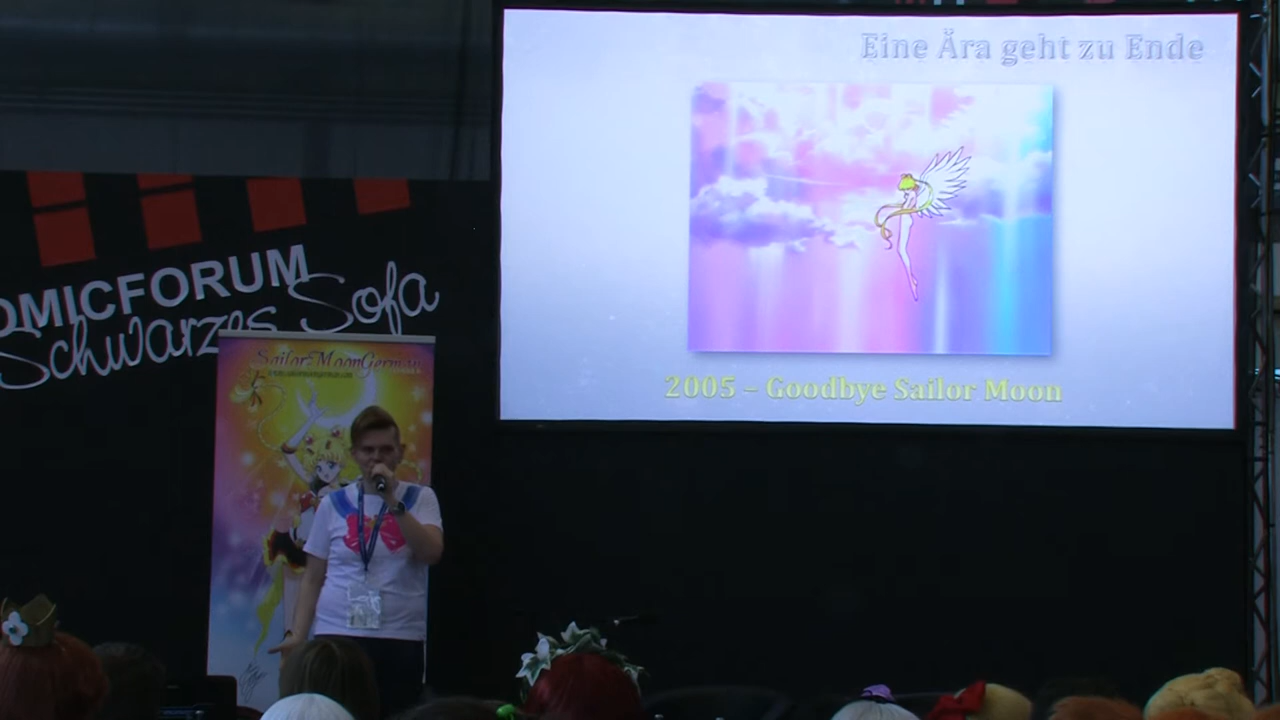 Eine Ära geht zu Ende
2005 – Goodbye Sailor Moon
OMICFORUM
Schwarzes Sofa
SailorMoonGerman